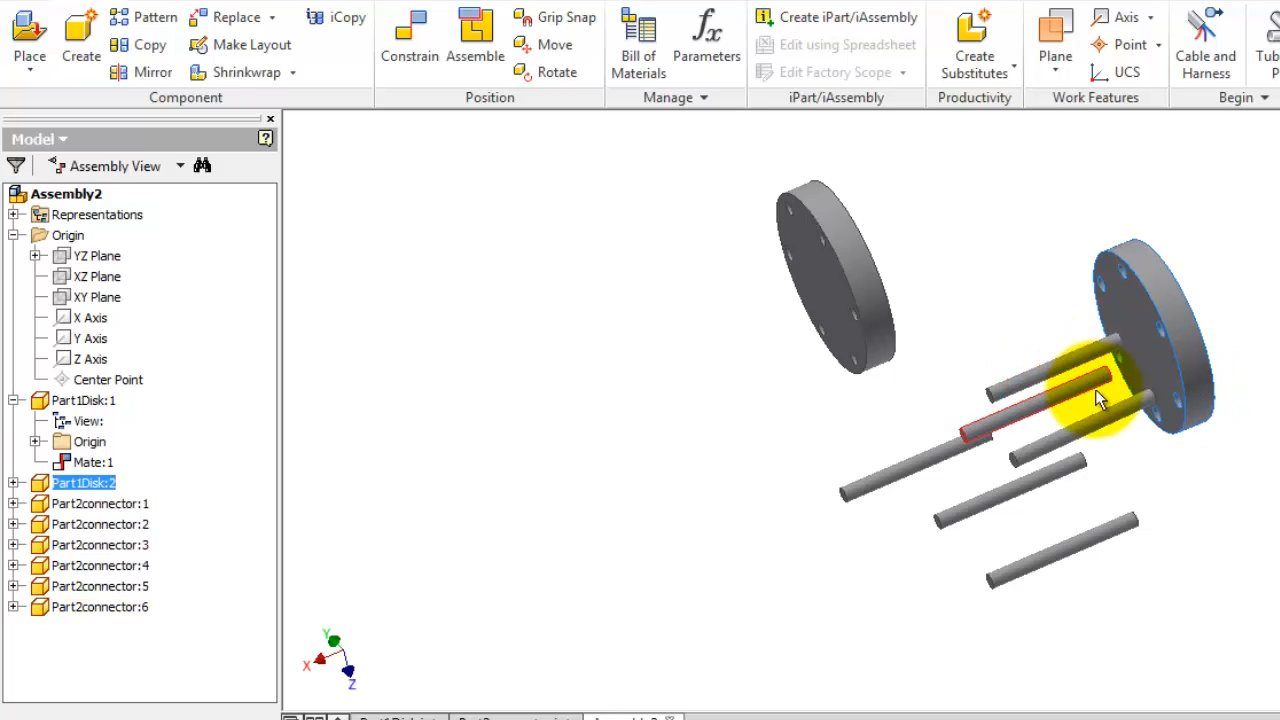 Pattern Replace iCopy Grip Snap Create iPart/iAssembly Axis
Copy Make Layout Move Edit using Spreadsheet Point
Place Create Constrain Assemble Bill of Materials Parameters Create Substitutes Plane Cable and Harness
Mirror Shrinkwrap Rotate Edit Factory Scope UCS
Component Position Manage iPart/iAssembly Productivity Work Features Begin
Model
Assembly View
Assembly2
Representations
Origin
YZ Plane
XZ Plane
XY Plane
X Axis
Y Axis
Z Axis
Center Point
Part1Disk:1
View:
Origin
Mate:1
Part1Disk:2
Part2connector:1
Part2connector:2
Part2connector:3
Part2connector:4
Part2connector:5
Part2connector:6
Y
X
Z